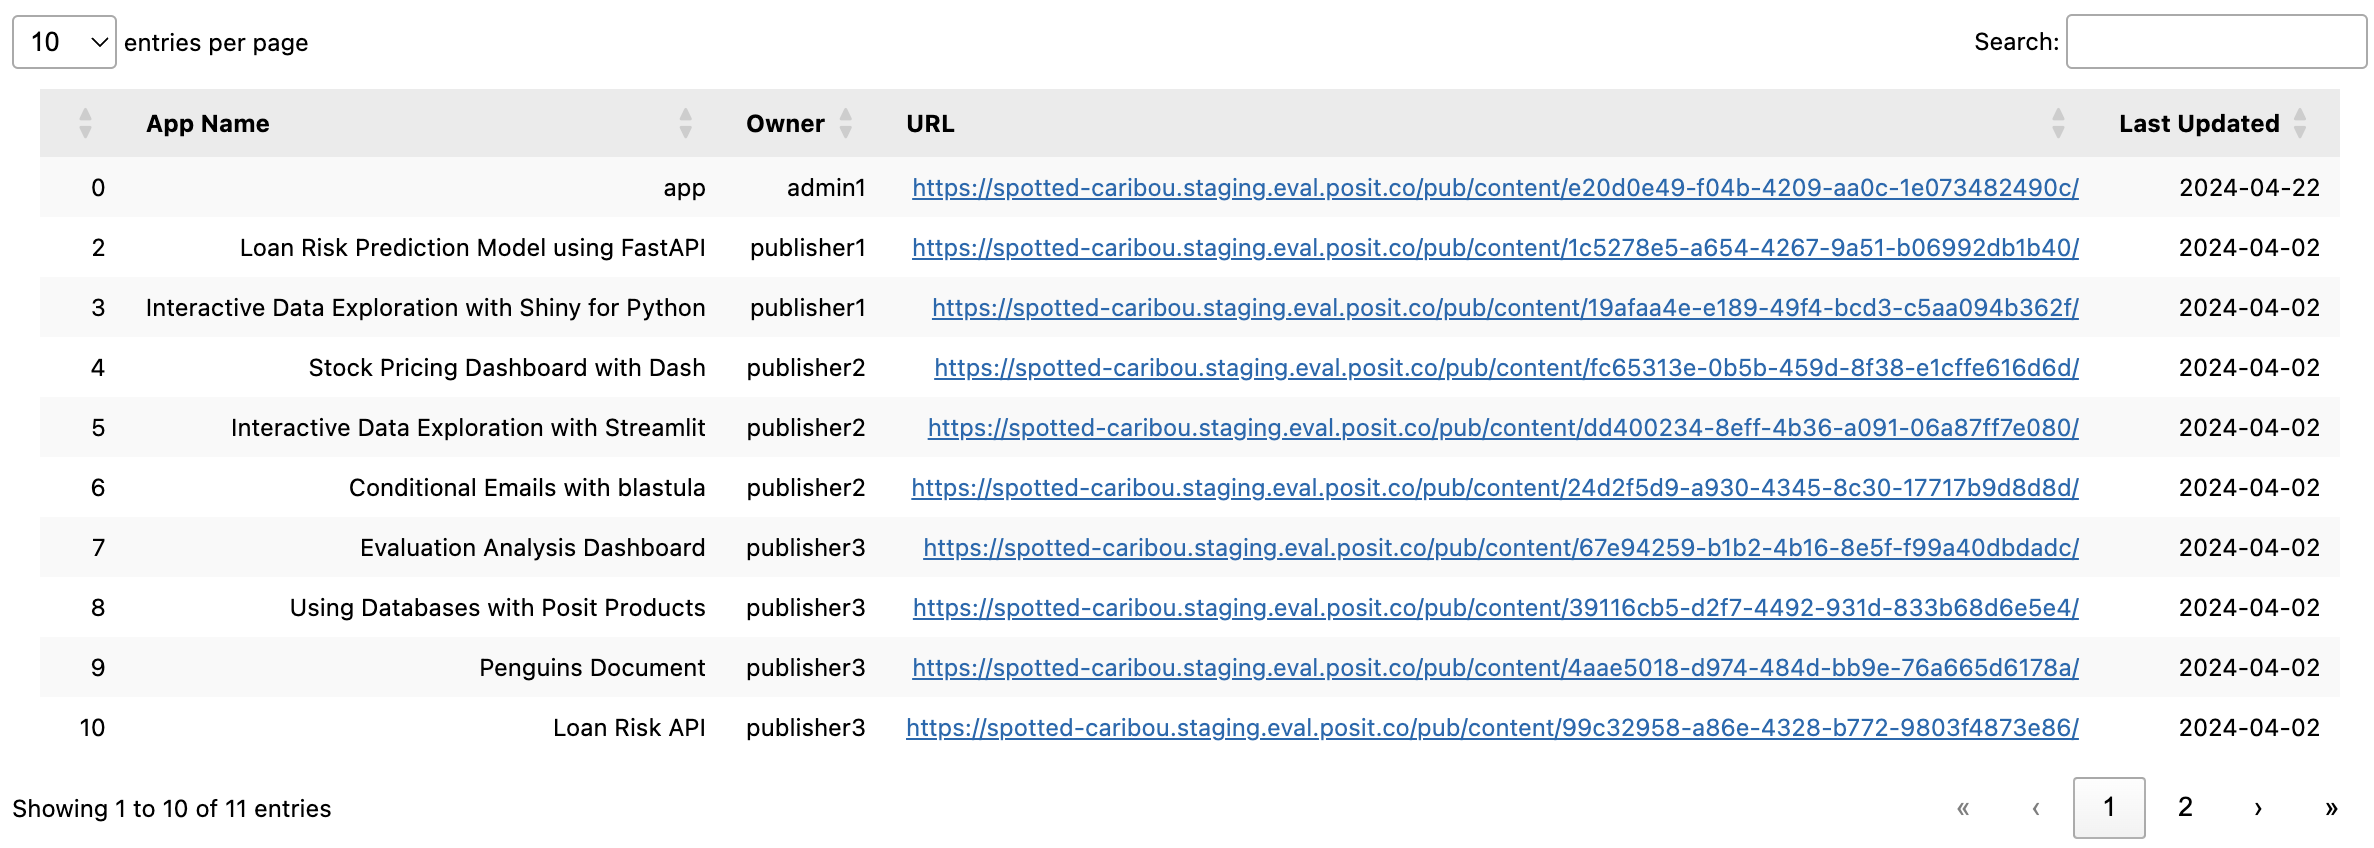 10 entries per page Search:
App Name Owner URL Last Updated
0 app admin1 https://spotted-caribou.staging.eval.posit.co/pub/content/e20d0e49-f04b-4209-aa0c-1e073482490c/ 2024-04-22
2 Loan Risk Prediction Model using FastAPI publisher1 https://spotted-caribou.staging.eval.posit.co/pub/content/1c5278e5-a654-4267-9a51-b06992db1b40/ 2024-04-02
3 Interactive Data Exploration with Shiny for Python publisher1 https://spotted-caribou.staging.eval.posit.co/pub/content/19afaa4e-e189-49f4-bcd3-c5aa094b362f/ 2024-04-02
4 Stock Pricing Dashboard with Dash publisher2 https://spotted-caribou.staging.eval.posit.co/pub/content/fc65313e-0b5b-459d-8f38-e1cffe616d6d/ 2024-04-02
5 Interactive Data Exploration with Streamlit publisher2 https://spotted-caribou.staging.eval.posit.co/pub/content/dd400234-8eff-4b36-a091-06a87ff7e080/ 2024-04-02
6 Conditional Emails with blastula publisher2 https://spotted-caribou.staging.eval.posit.co/pub/content/24d2f5d9-a930-4345-8c30-17717b9d8d8d/ 2024-04-02
7 Evaluation Analysis Dashboard publisher3 https://spotted-caribou.staging.eval.posit.co/pub/content/67e94259-b1b2-4b16-8e5f-f99a40dbdadc/ 2024-04-02
8 Using Databases with Posit Products publisher3 https://spotted-caribou.staging.eval.posit.co/pub/content/39116cb5-d2f7-4492-931d-833b68d6e5e4/ 2024-04-02
9 Penguins Document publisher3 https://spotted-caribou.staging.eval.posit.co/pub/content/4aae5018-d974-484d-bb9e-76a665d6178a/ 2024-04-02
10 Loan Risk API publisher3 https://spotted-caribou.staging.eval.posit.co/pub/content/99c32958-a86e-4328-b772-9803f4873e86/ 2024-04-02
Showing 1 to 10 of 11 entries « ‹ 1 2 › »